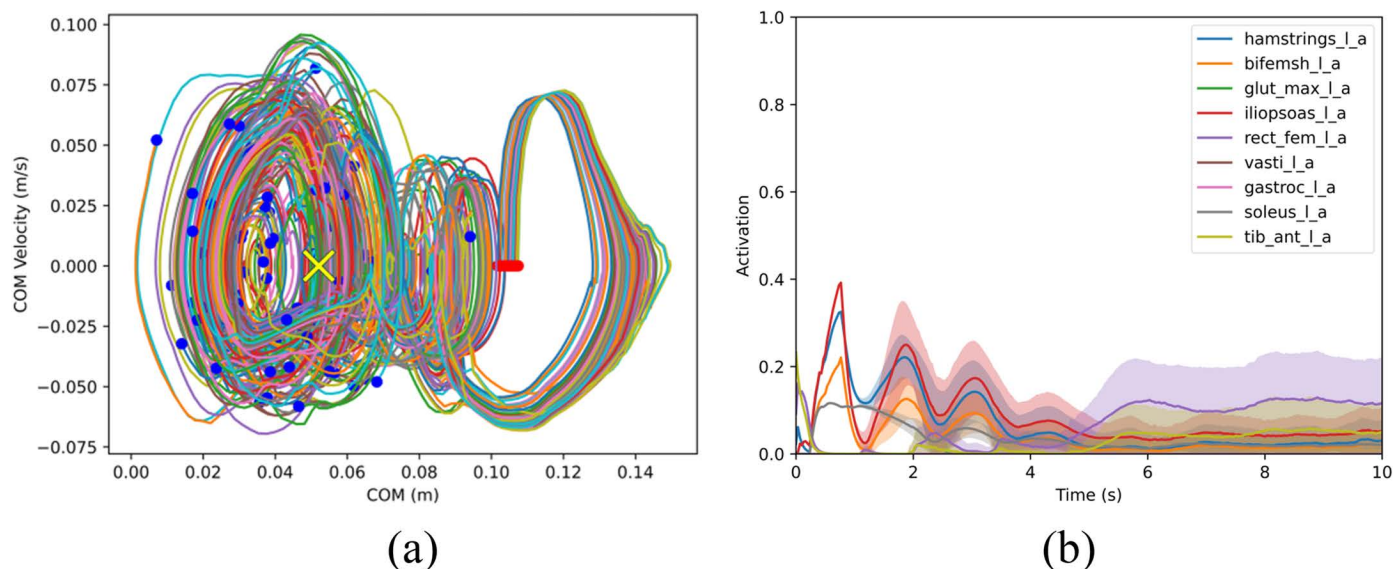 0.100
0.075
0.050
0.025
0.000
−0.025
−0.050
−0.075
COM Velocity (m/s)
0.00 0.02 0.04 0.06 0.08 0.10 0.12 0.14
COM (m)
(a)
1.0
0.8
0.6
0.4
0.2
0.0
Activation
hamstrings_l_a
bifemsh_l_a
glut_max_l_a
iliopsoas_l_a
rect_fem_l_a
vasti_l_a
gastroc_l_a
soleus_l_a
tib_ant_l_a
0 2 4 6 8 10
Time (s)
(b)